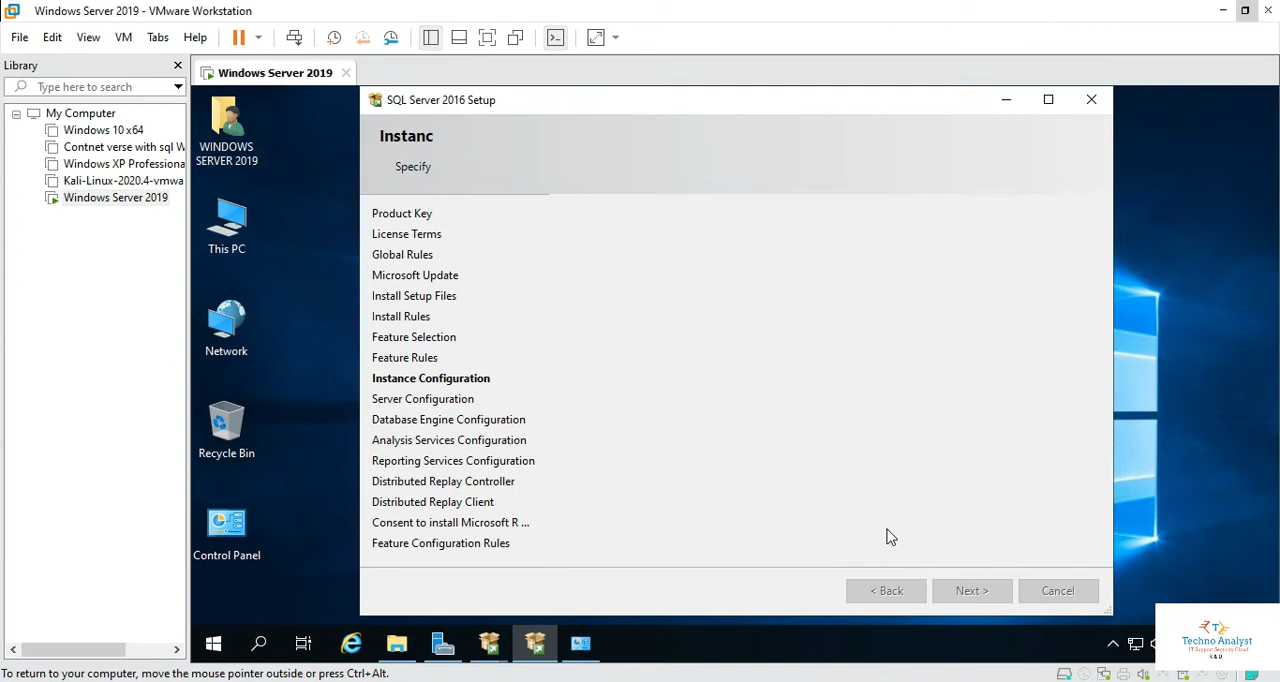 Windows Server 2019 - VMware Workstation
File Edit View VM Tabs Help
Library
Type here to search
My Computer
Windows 10 x64
Contnet verse with sql W
Windows XP Professiona
Kali-Linux-2020.4-vmwa
Windows Server 2019
Windows Server 2019
WINDOWS
SERVER 2019
This PC
Network
Recycle Bin
Control Panel
SQL Server 2016 Setup
Instanc
Specify
Product Key
License Terms
Global Rules
Microsoft Update
Install Setup Files
Install Rules
Feature Selection
Feature Rules
Instance Configuration
Server Configuration
Database Engine Configuration
Analysis Services Configuration
Reporting Services Configuration
Distributed Replay Controller
Distributed Replay Client
Consent to install Microsoft R ...
Feature Configuration Rules
< Back Next > Cancel
Techno Analyst
IT Support Security Cloud
R&D
To return to your computer, move the mouse pointer outside or press Ctrl+Alt.